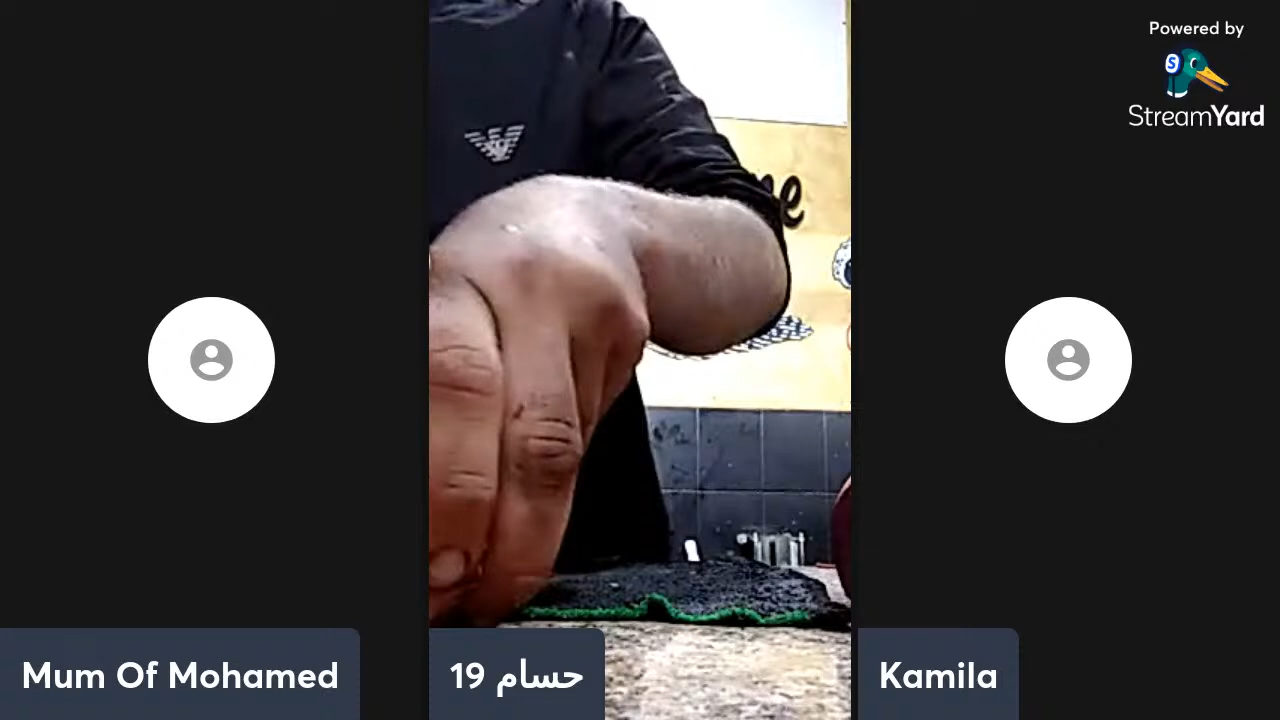 Powered by
StreamYard
Mum Of Mohamed
حسام 19
Kamila